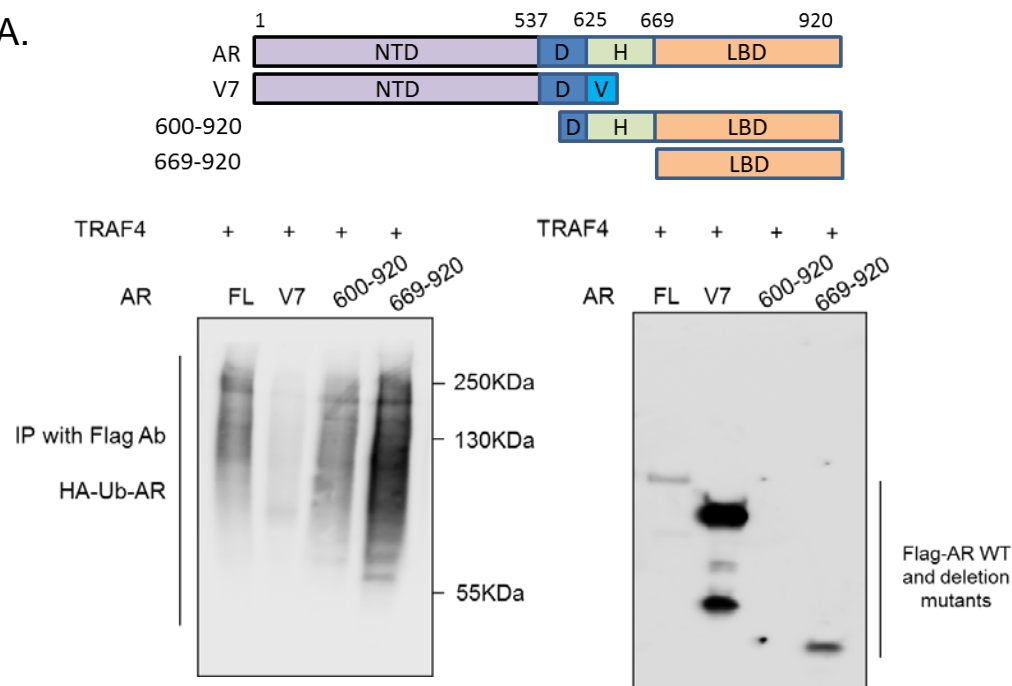 A.
1 537 625 669 920
AR NTD D H LBD
V7 NTD D V
600-920 D H LBD
669-920 LBD
TRAF4 + + + +
AR FL V7 600-920 669-920
250KDa
130KDa
55KDa
IP with Flag Ab
HA-Ub-AR
TRAF4 + + + +
AR FL V7 600-920 669-920
Flag-AR WT
and deletion
mutants